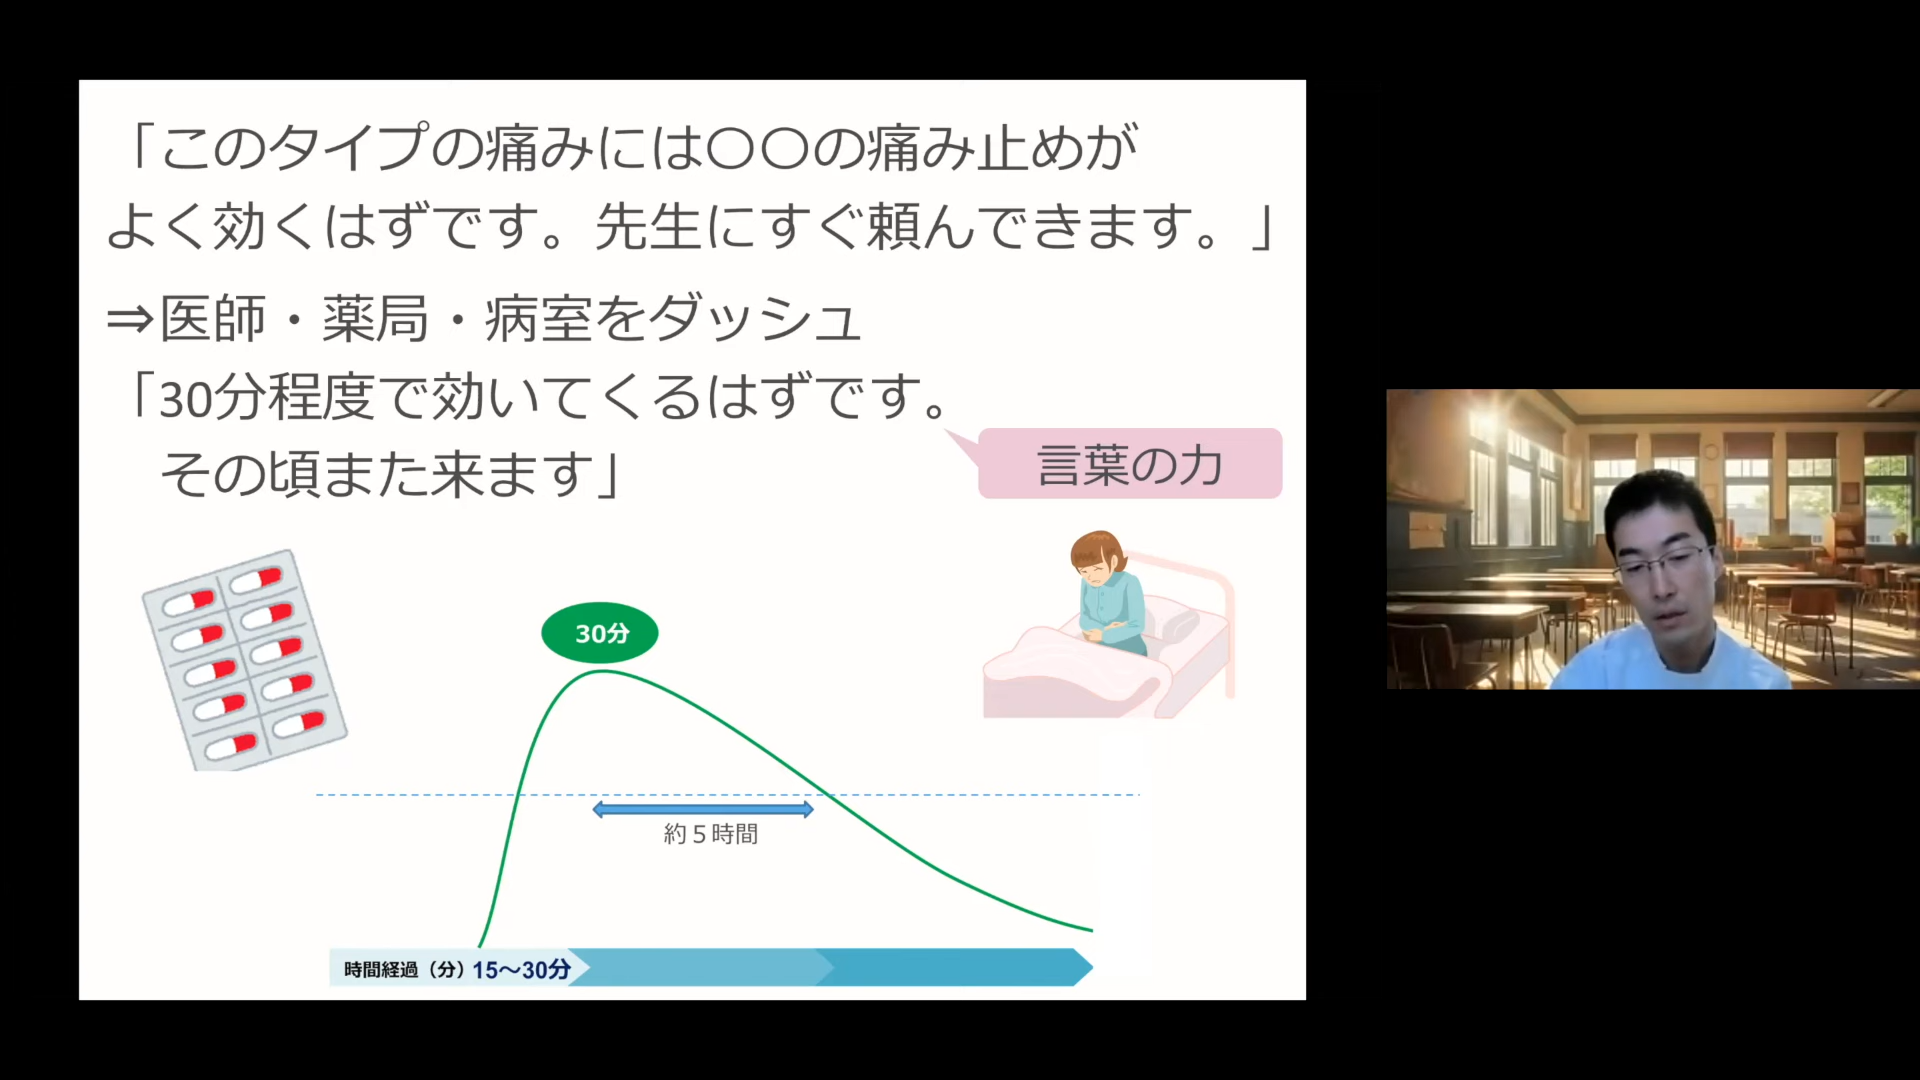 「このタイプの痛みには〇〇の痛み止めが
よく効くはずです。先生にすぐ頼んできます。」
⇒医師・薬局・病室をダッシュ
「30分程度で効いてくるはずです。
その頃また来ます」
言葉の力
30分
約５時間
時間経過（分）15～30分